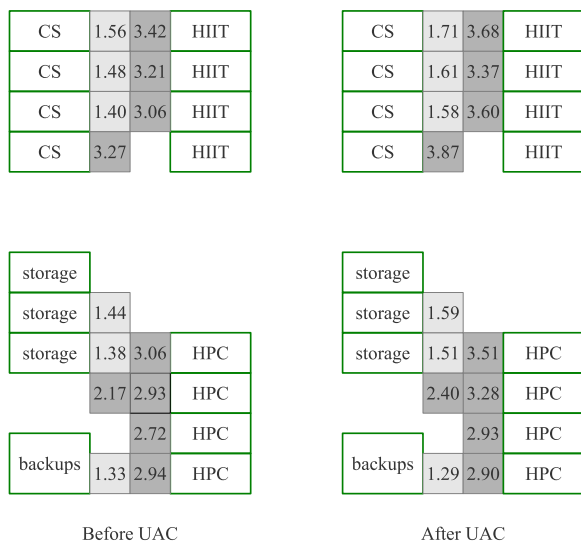 CS 1.56 3.42 HIIT CS 1.71 3.68 HIIT
CS 1.48 3.21 HIIT CS 1.61 3.37 HIIT
CS 1.40 3.06 HIIT CS 1.58 3.60 HIIT
CS 3.27 HIIT CS 3.87 HIIT
storage storage
storage 1.44 storage 1.59
storage 1.38 3.06 HPC storage 1.51 3.51 HPC
2.17 2.93 HPC 2.40 3.28 HPC
2.72 HPC 2.93 HPC
backups 1.33 2.94 HPC backups 1.29 2.90 HPC
Before UAC After UAC